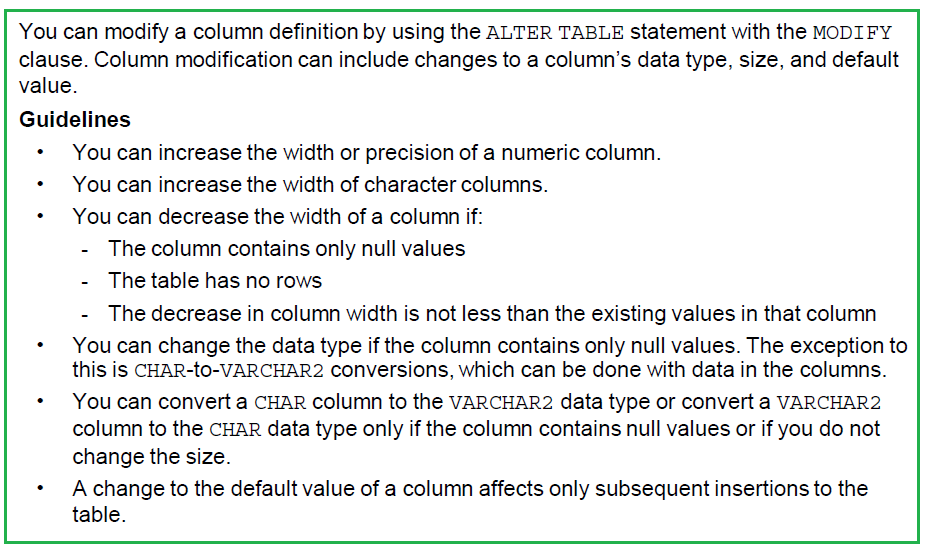 You can modify a column definition by using the ALTER TABLE statement with the MODIFY
clause. Column modification can include changes to a column's data type, size, and default
value.
Guidelines
• You can increase the width or precision of a numeric column.
• You can increase the width of character columns.
• You can decrease the width of a column if:
- The column contains only null values
- The table has no rows
- The decrease in column width is not less than the existing values in that column
• You can change the data type if the column contains only null values. The exception to
this is CHAR-to-VARCHAR2 conversions, which can be done with data in the columns.
• You can convert a CHAR column to the VARCHAR2 data type or convert a VARCHAR2
column to the CHAR data type only if the column contains null values or if you do not
change the size.
• A change to the default value of a column affects only subsequent insertions to the
table.